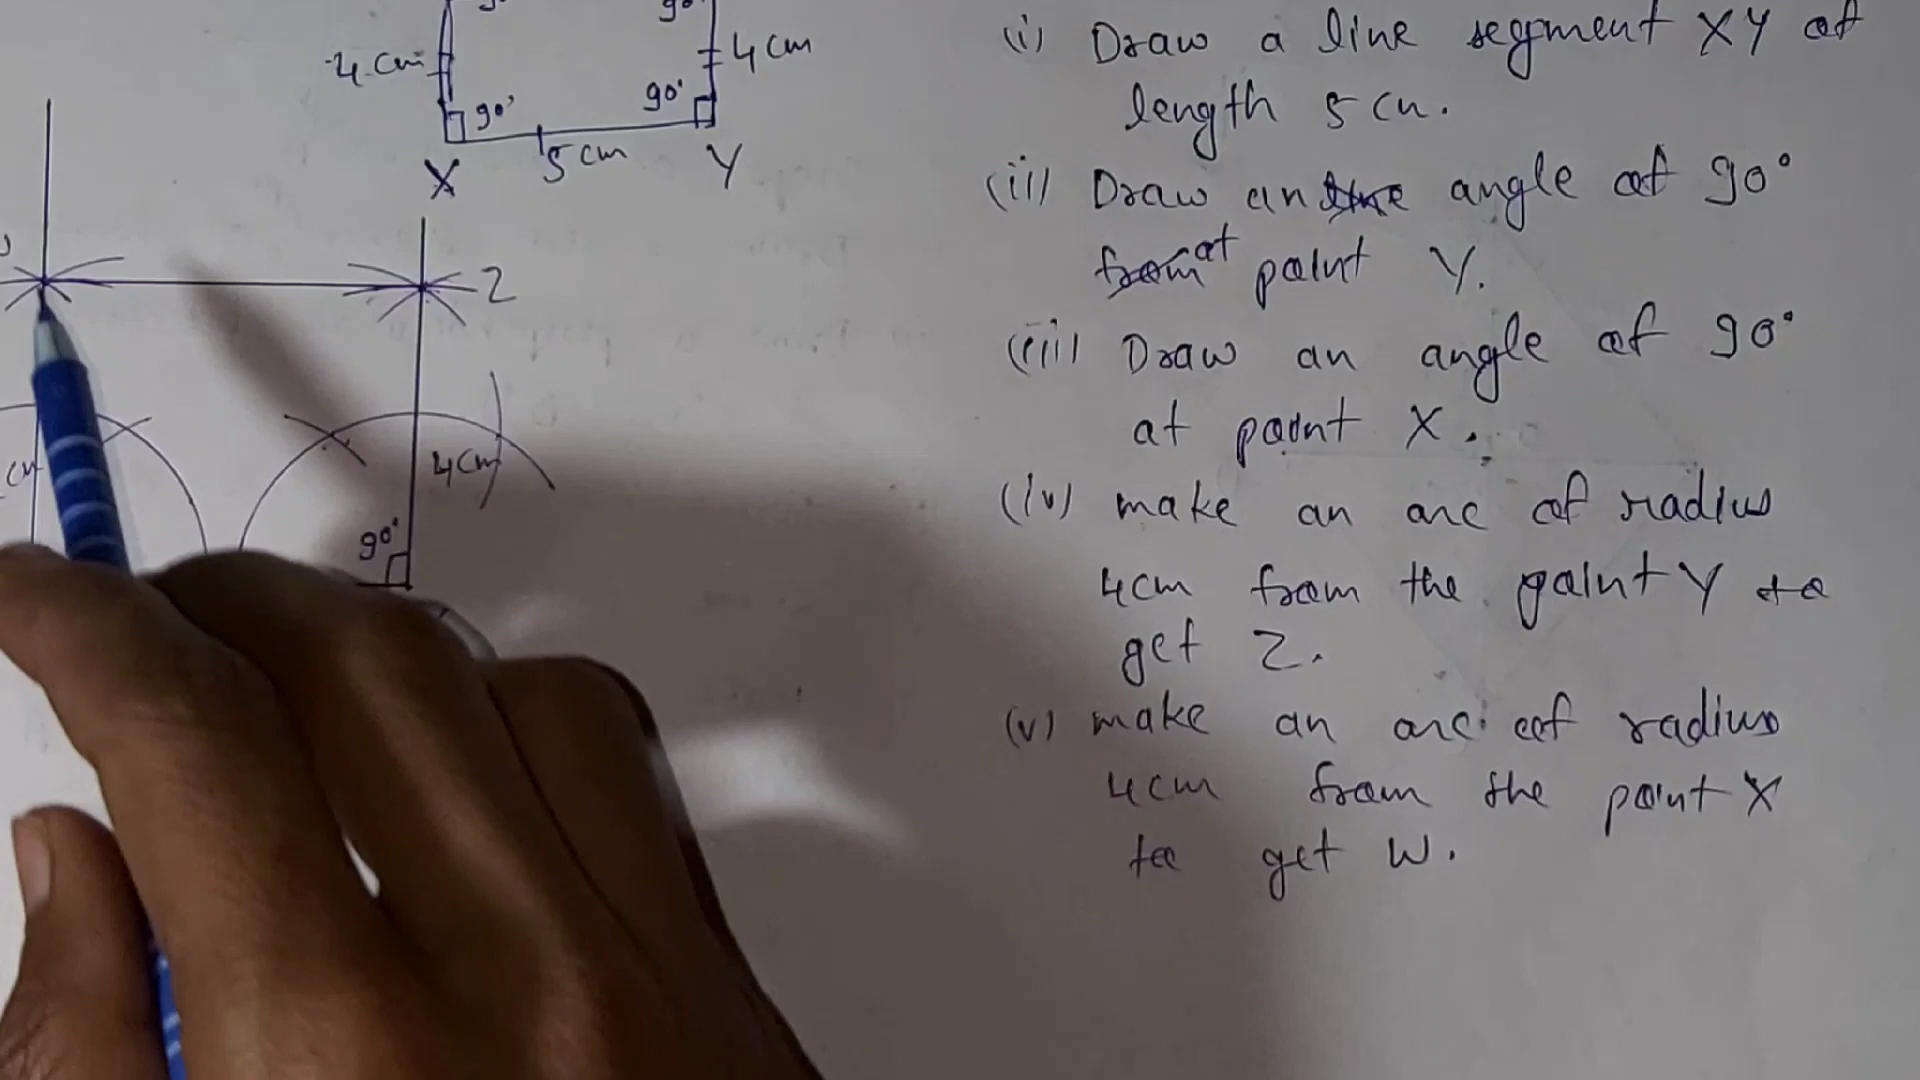 90°
4 cm
4 cm
90°
90°
5 cm
X
Y
Z
4cm
cm
90°
(i) Draw a line segment XY of
length 5 cm.
(ii) Draw an angle of 90°
at point Y.
(iii) Draw an angle of 90°
at point X.
(iv) make an arc of radius
4cm from the point Y to
get Z.
(v) make an arc of radius
4cm from the point X
to get W.